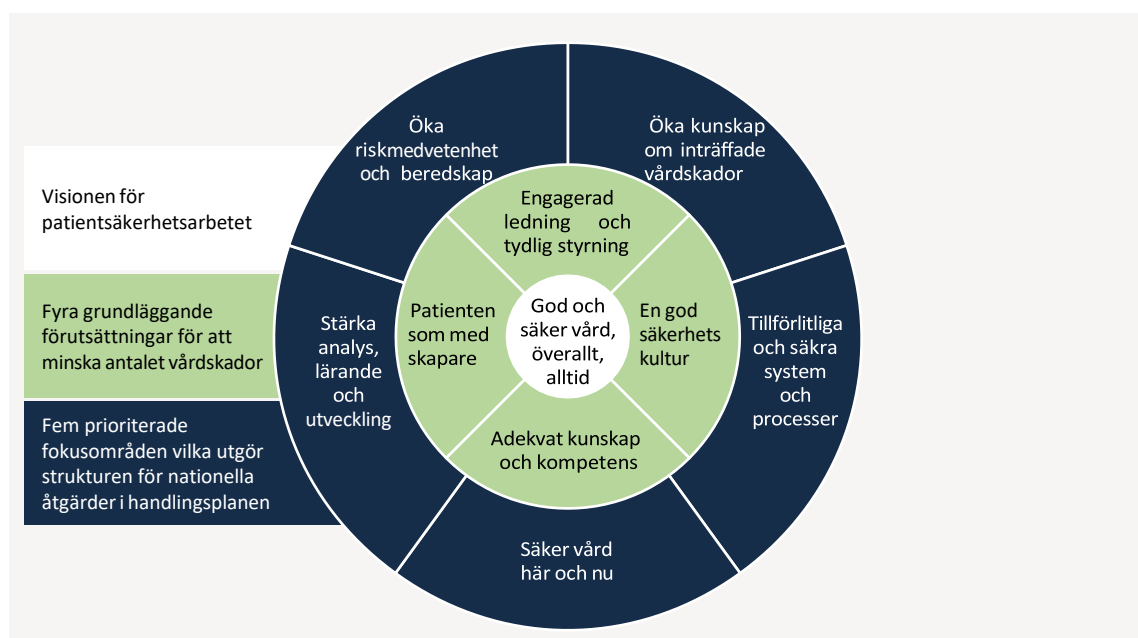 Visionen för
patientsäkerhetsarbetet
Fyra grundläggande
förutsättningar för att
minska antalet vårdskador
Fem prioriterade
fokusområden vilka utgör
strukturen för nationella
åtgärder i handlingsplanen
Öka
riskmedvetenhet
och beredskap
Öka kunskap
om inträffade
vårdskador
Tillförlitliga
och säkra
system
och
processer
Säker vård
här och nu
Stärka
analys,
lärande
och
utveckling
Engagerad
ledning och
tydlig styrning
En god
säkerhets
kultur
Adekvat kunskap
och kompetens
Patienten
som med
skapare
God och
säker vård,
överallt,
alltid